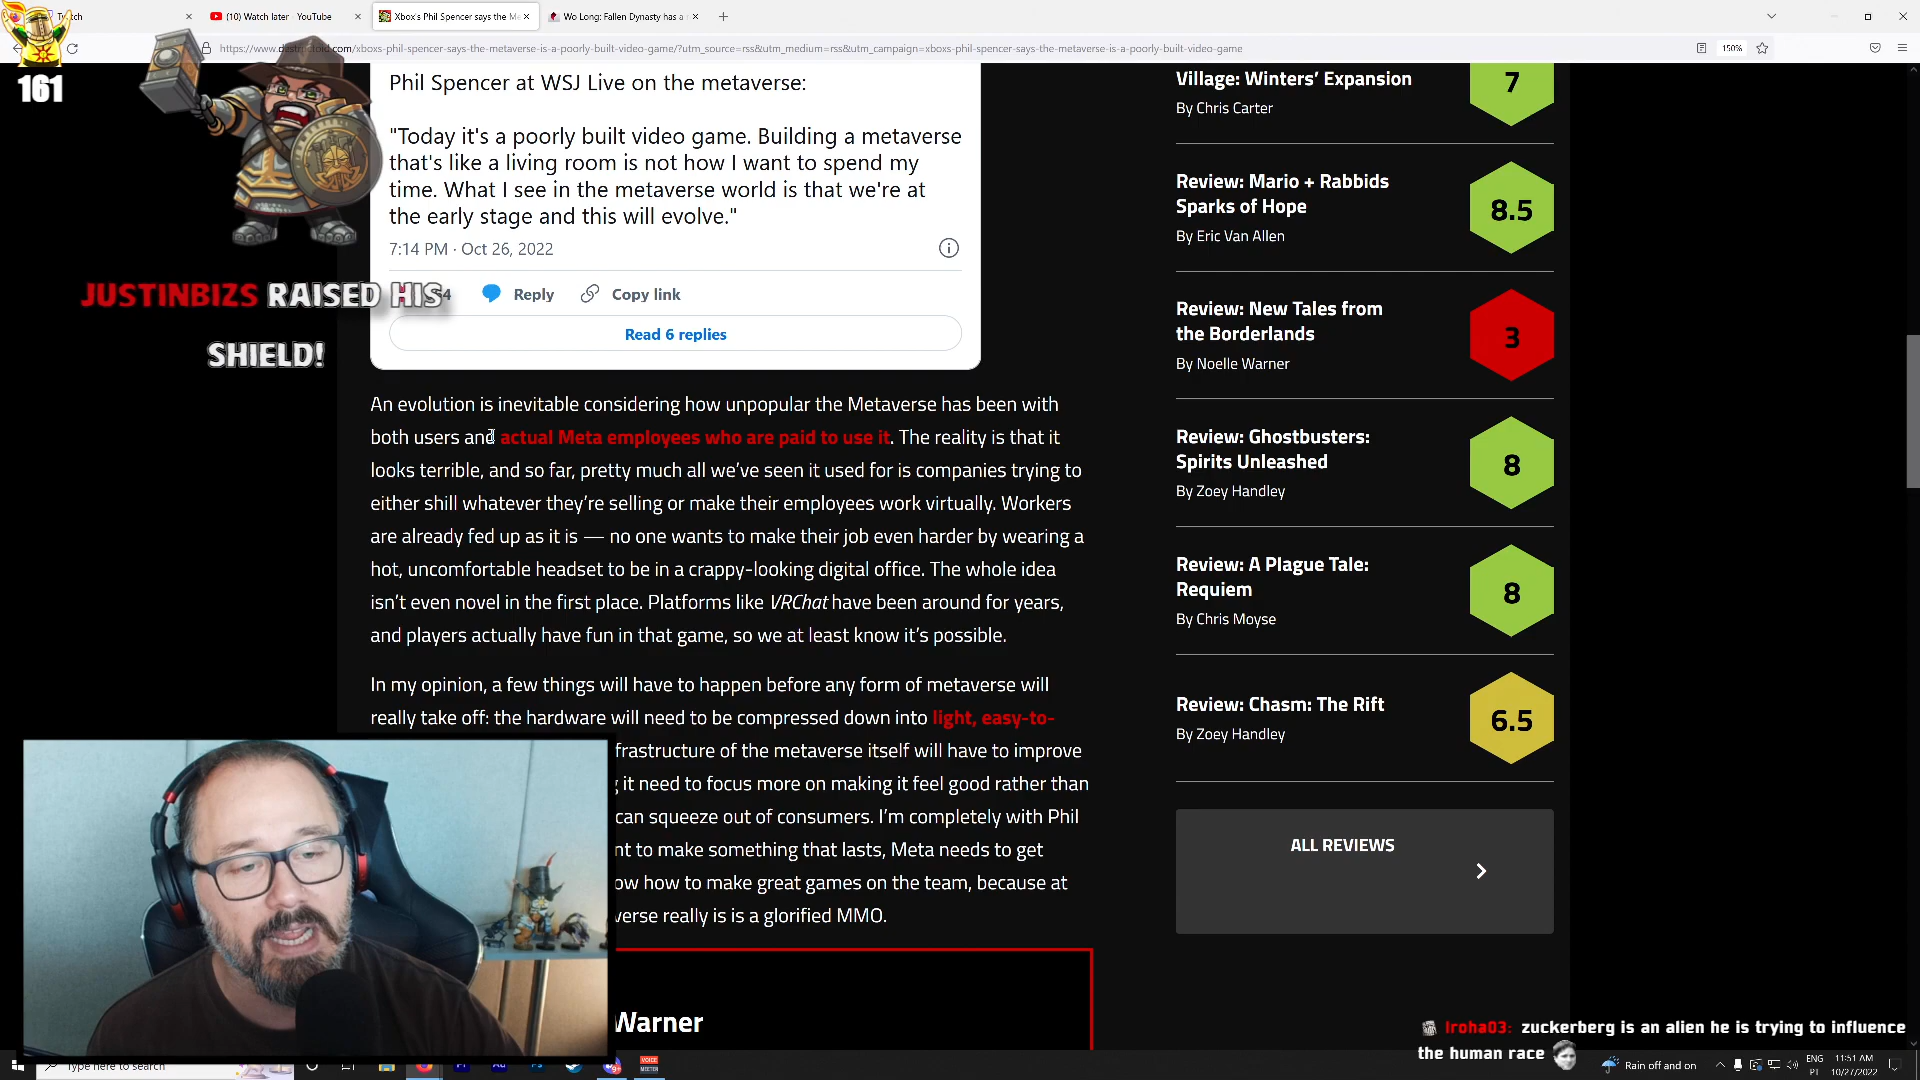 Twitch
(10) Watch later - YouTube
Xbox's Phil Spencer says the Me
Wo Long: Fallen Dynasty has a
https://www.destructoid.com/xboxs-phil-spencer-says-the-metaverse-is-a-poorly-built-video-game/?utm_source=rss&utm_medium=rss&utm_campaign=xboxs-phil-spencer-says-the-metaverse-is-a-poorly-built-video-game
150%
161
Phil Spencer at WSJ Live on the metaverse:
"Today it's a poorly built video game. Building a metaverse
that's like a living room is not how I want to spend my
time. What I see in the metaverse world is that we're at
the early stage and this will evolve."
7:14 PM · Oct 26, 2022
4
Reply
Copy link
Read 6 replies
JUSTINBIZS RAISED HIS
SHIELD!
An evolution is inevitable considering how unpopular the Metaverse has been with
both users and actual Meta employees who are paid to use it. The reality is that it
looks terrible, and so far, pretty much all we've seen it used for is companies trying to
either shill whatever they're selling or make their employees work virtually. Workers
are already fed up as it is — no one wants to make their job even harder by wearing a
hot, uncomfortable headset to be in a crappy-looking digital office. The whole idea
isn't even novel in the first place. Platforms like VRChat have been around for years,
and players actually have fun in that game, so we at least know it's possible.
In my opinion, a few things will have to happen before any form of metaverse will
really take off: the hardware will need to be compressed down into light, easy-to-
frastructure of the metaverse itself will have to improve
it need to focus more on making it feel good rather than
can squeeze out of consumers. I'm completely with Phil
nt to make something that lasts, Meta needs to get
ow how to make great games on the team, because at
verse really is is a glorified MMO.
Warner
Village: Winters' Expansion
By Chris Carter
7
Review: Mario + Rabbids
Sparks of Hope
By Eric Van Allen
8.5
Review: New Tales from
the Borderlands
By Noelle Warner
3
Review: Ghostbusters:
Spirits Unleashed
By Zoey Handley
8
Review: A Plague Tale:
Requiem
By Chris Moyse
8
Review: Chasm: The Rift
By Zoey Handley
6.5
ALL REVIEWS
Iroha03: zuckerberg is an alien he is trying to influence
the human race
Type here to search
VOICE
MEETER
Rain off and on
ENG
PT
11:51 AM
10/27/2022